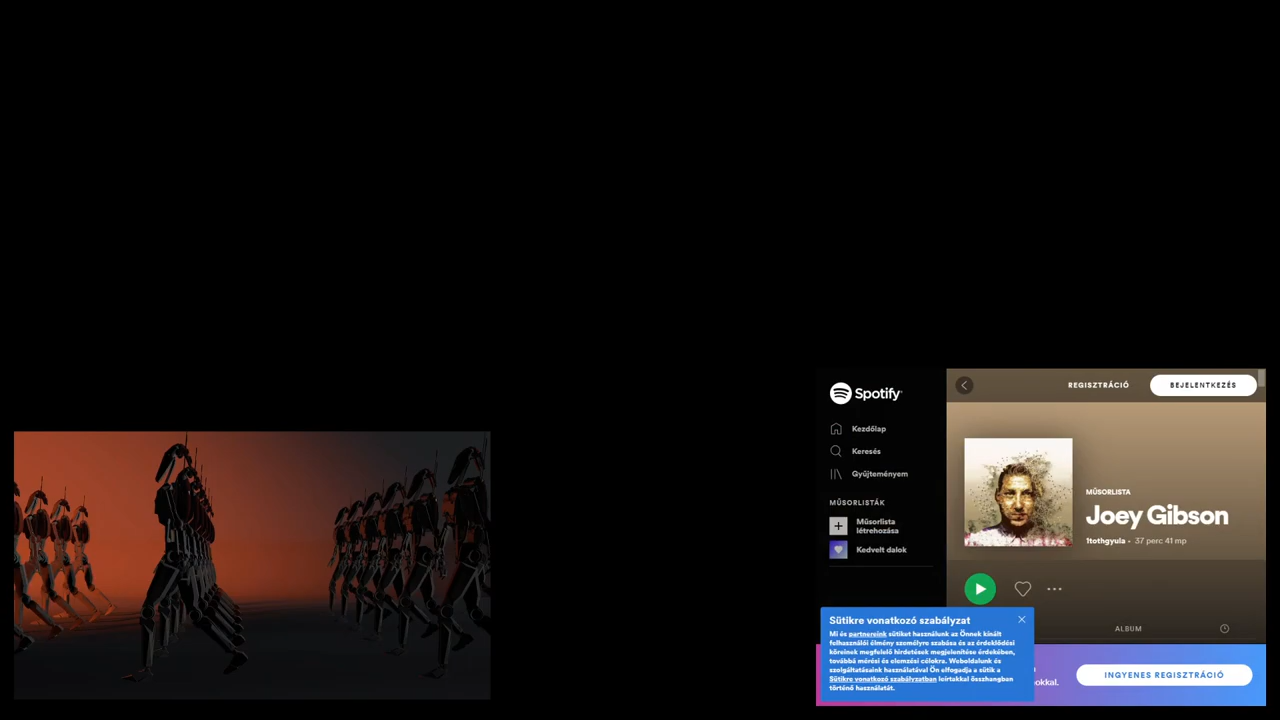 Spotify
REGISZTRÁCIÓ
BEJELENTKEZÉS
Kezdőlap
Keresés
Gyűjteményem
MŰSORLISTÁK
Műsorlista
létrehozása
Kedvelt dalok
MŰSORLISTA
Joey Gibson
1tothgyula • 37 perc 41 mp
ALBUM
Sütikre vonatkozó szabályzat
Mi és partnereink sütiket használunk az Önnek kínált
felhasználói élmény személyre szabása és az érdeklődési
köreinek megfelelő hirdetések megjelenítése érdekében,
továbbá mérési és elemzési célokra. Weboldalunk és
szolgáltatásaink használatával Ön elfogadja a sütik a
Sütikre vonatkozó szabályzatban leírtakkal összhangban
történő használatát.
okkal.
INGYENES REGISZTRÁCIÓ